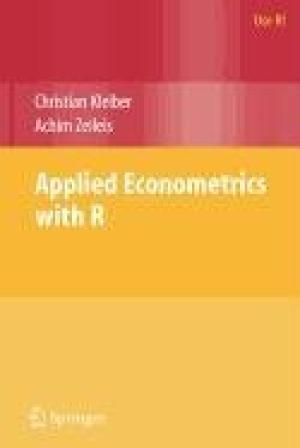 Use R!
Christian Kleiber
Achim Zeileis
Applied Econometrics
with R
Springer